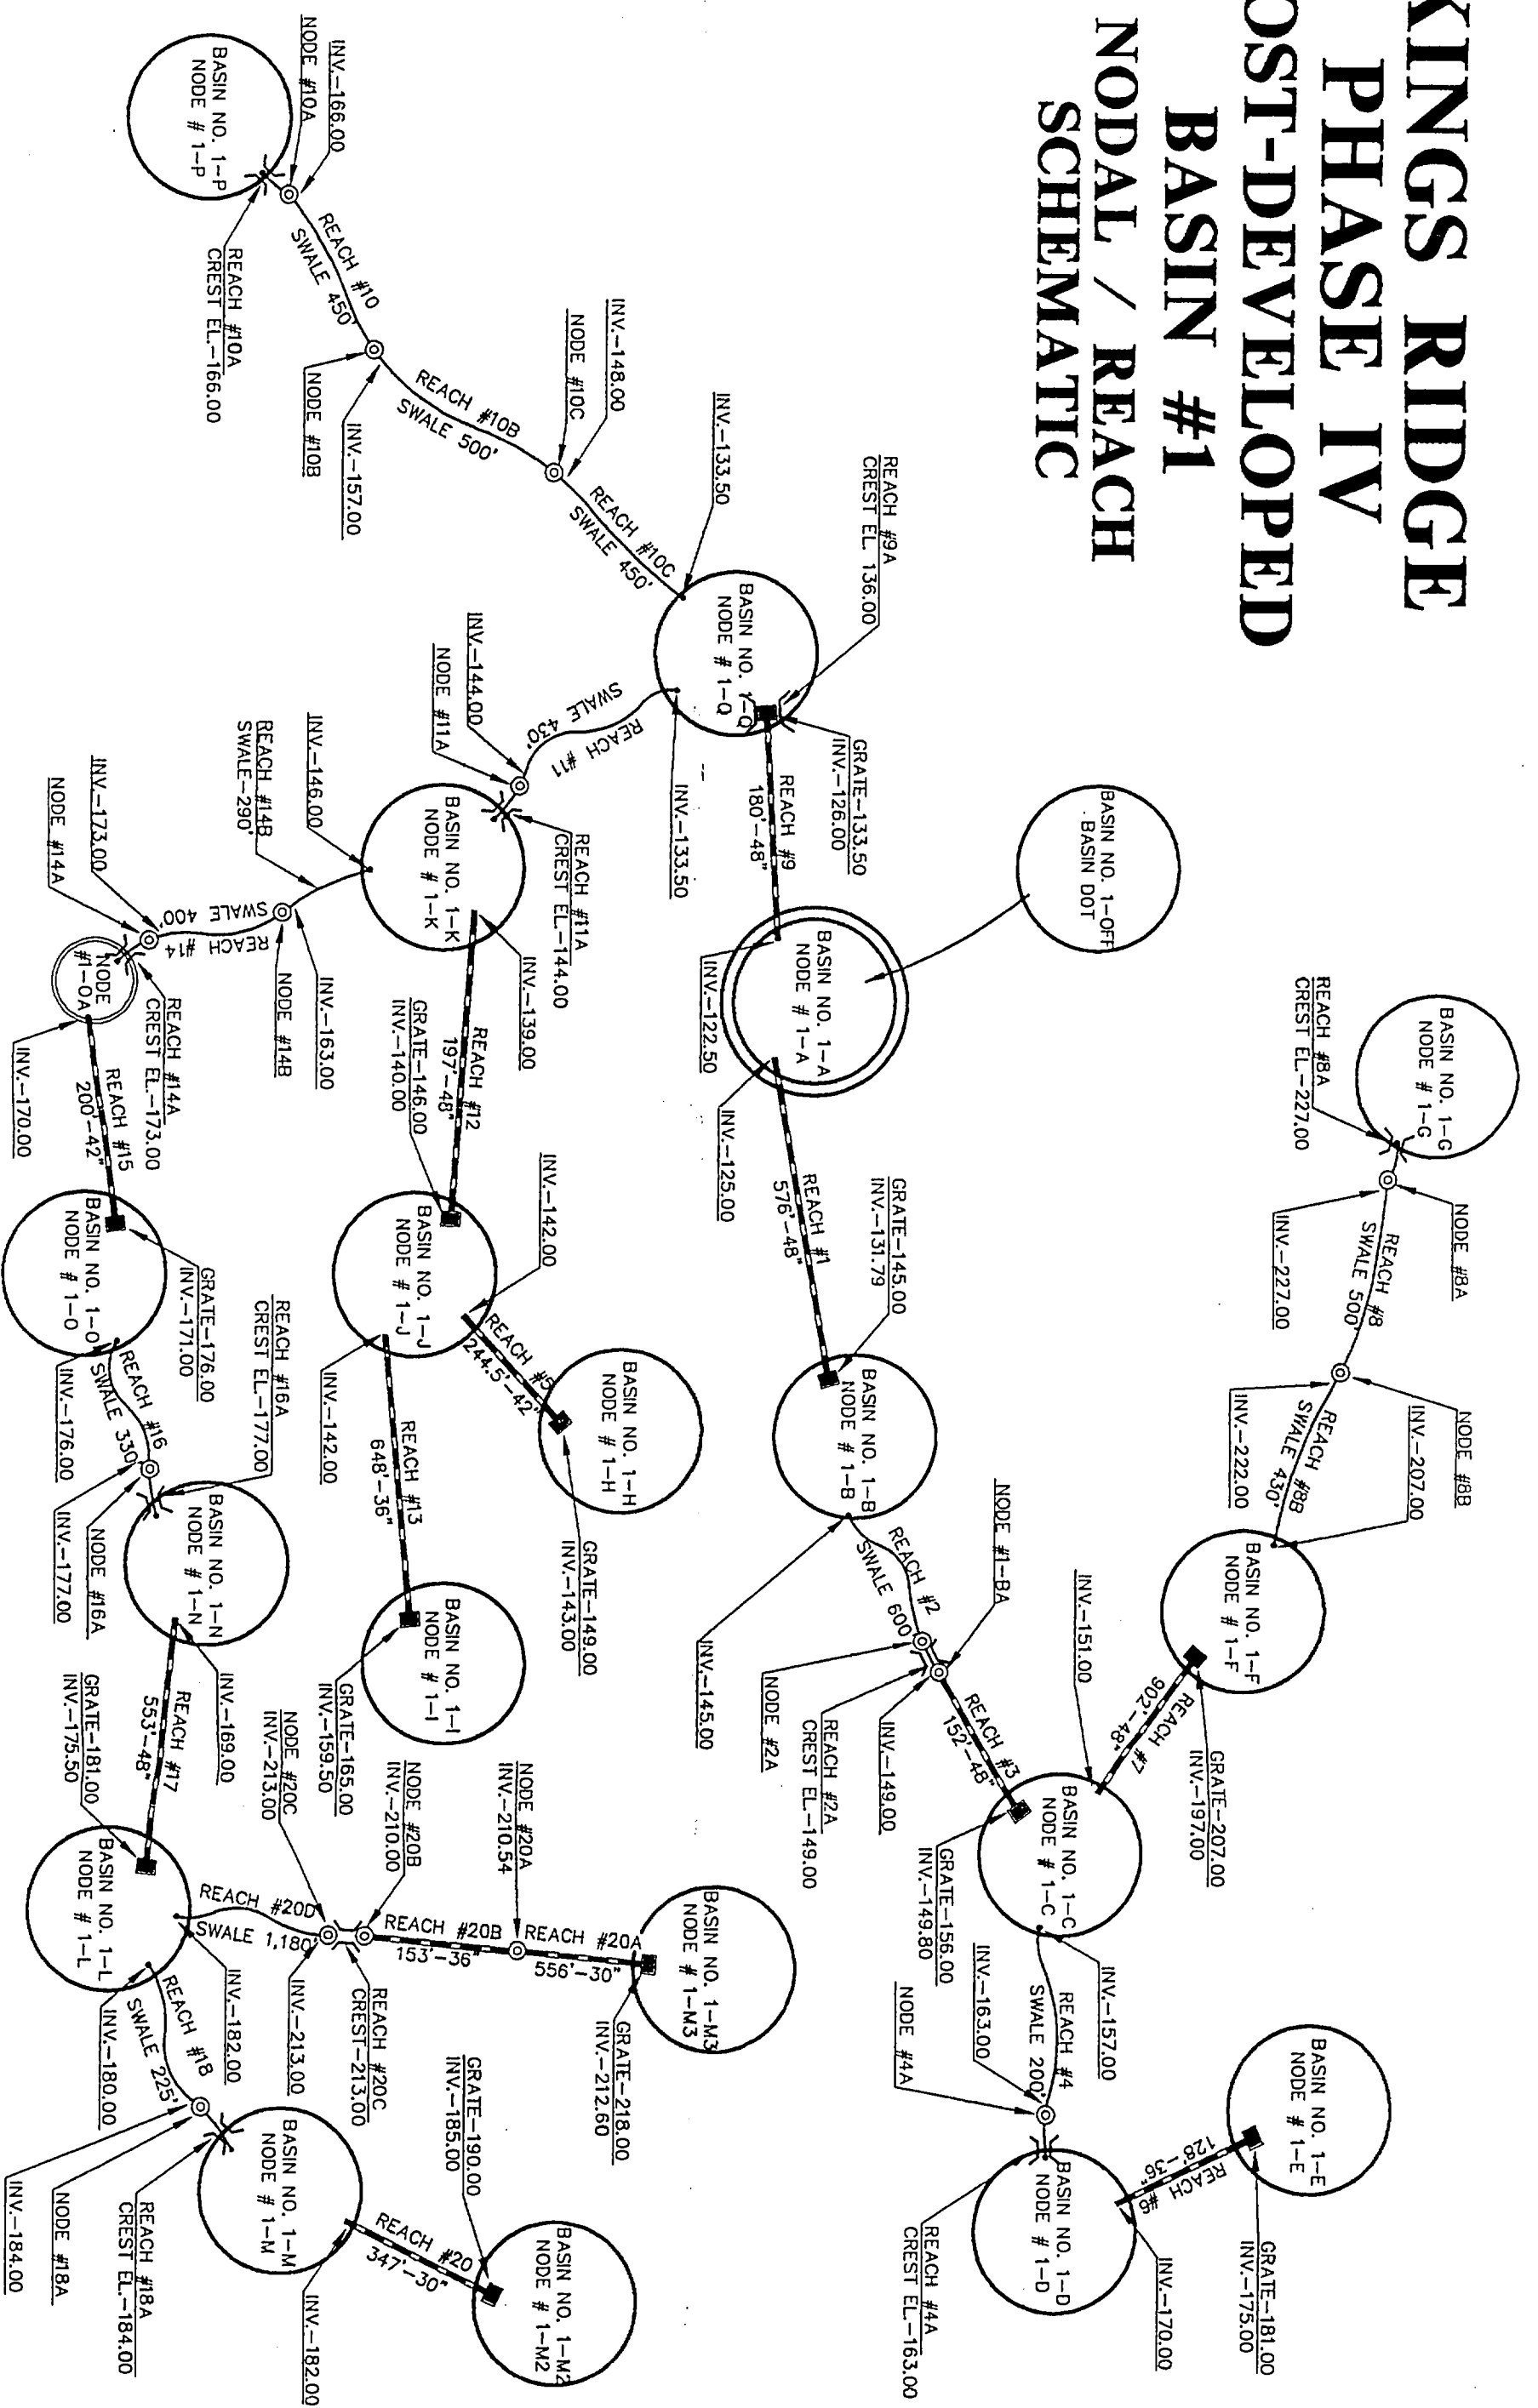 KINGS RIDGE
PHASE IV
OST-DEVELOPED
BASIN #1
NODAL / REACH
SCHEMATIC
BASIN NO. 1-G
NODE # 1-G
REACH #8A
CREST EL.-227.00
NODE #8A
INV.-227.00
REACH #8
SWALE 500'
NODE #8B
INV.-222.00
REACH #8B
SWALE 430'
INV.-207.00
BASIN NO. 1-F
NODE # 1-F
GRATE-207.00
INV.-197.00
REACH #7
902'-48"
INV.-151.00
BASIN NO. 1-E
NODE # 1-E
GRATE-181.00
INV.-175.00
REACH #6
128'-36"
INV.-170.00
BASIN NO. 1-D
NODE # 1-D
REACH #4A
CREST EL.-163.00
NODE #4A
INV.-163.00
REACH #4
SWALE 200'
INV.-157.00
BASIN NO. 1-C
NODE # 1-C
GRATE-156.00
INV.-149.80
REACH #3
152'-48"
NODE #1-BA
INV.-149.00
REACH #2A
CREST EL.-149.00
NODE #2A
REACH #2
SWALE 600'
INV.-145.00
BASIN NO. 1-B
NODE # 1-B
GRATE-145.00
INV.-131.79
REACH #1
576'-48"
INV.-125.00
BASIN NO. 1-OFF
BASIN DOT
BASIN NO. 1-A
NODE # 1-A
INV.-122.50
REACH #9
180'-48"
GRATE-133.50
INV.-126.00
REACH #9A
CREST EL. 136.00
BASIN NO. 1-Q
NODE # 1-Q
INV.-133.50
REACH #10C
SWALE 450'
INV.-148.00
NODE #10C
REACH #10B
SWALE 500'
INV.-157.00
NODE #10B
REACH #10
SWALE 450'
INV.-166.00
NODE #10A
BASIN NO. 1-P
NODE # 1-P
REACH #10A
CREST EL.-166.00
INV.-133.50
REACH #11
SWALE 430'
INV.-144.00
NODE #11A
REACH #11A
CREST EL.-144.00
BASIN NO. 1-K
NODE # 1-K
INV.-139.00
REACH #12
197'-48"
GRATE-146.00
INV.-140.00
BASIN NO. 1-J
NODE # 1-J
INV.-142.00
REACH #5
244.5'-42"
BASIN NO. 1-H
NODE # 1-H
GRATE-149.00
INV.-143.00
INV.-142.00
REACH #13
648'-36"
BASIN NO. 1-I
NODE # 1-I
GRATE-165.00
INV.-159.50
INV.-146.00
REACH #14B
SWALE-290'
INV.-163.00
NODE #14B
REACH #14
SWALE 400
INV.-173.00
NODE #14A
REACH #14A
CREST EL.-173.00
NODE
#1-OA
INV.-170.00
REACH #15
200'-42"
GRATE-176.00
INV.-171.00
BASIN NO. 1-O
NODE # 1-O
INV.-176.00
REACH #16
SWALE 330'
INV.-177.00
NODE #16A
REACH #16A
CREST EL.-177.00
BASIN NO. 1-N
NODE # 1-N
INV.-169.00
REACH #17
553'-48"
GRATE-181.00
INV.-175.50
BASIN NO. 1-L
NODE # 1-L
INV.-182.00
REACH #20D
SWALE 1,180'
NODE #20C
INV.-213.00
INV.-213.00
REACH #20C
CREST-213.00
NODE #20B
INV.-210.00
REACH #20B
153'-36"
NODE #20A
INV.-210.54
REACH #20A
556'-30"
GRATE-218.00
INV.-212.60
BASIN NO. 1-M3
NODE # 1-M3
INV.-180.00
REACH #18
SWALE 225'
INV.-184.00
NODE #18A
REACH #18A
CREST EL.-184.00
BASIN NO. 1-M
NODE # 1-M
INV.-182.00
REACH #20
347'-30"
GRATE-190.00
INV.-185.00
BASIN NO. 1-M2
NODE # 1-M2